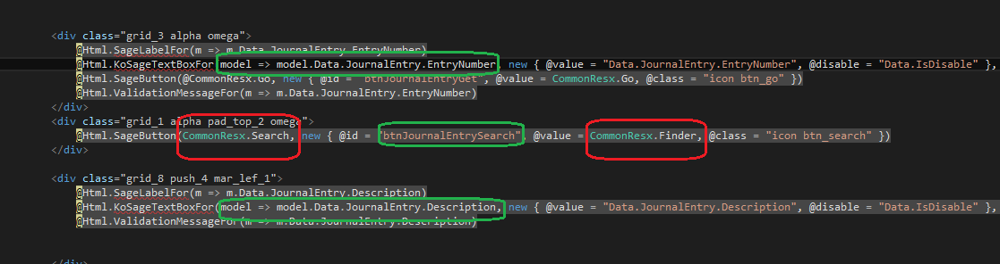 <div class="grid_3 alpha omega">
@Html.SageLabelFor(m => m.Data.JournalEntry.EntryNumber)
@Html.KoSageTextBoxFor(model => model.Data.JournalEntry.EntryNumber, new { @value = "Data.JournalEntry.EntryNumber", @disable = "Data.IsDisable" },
@Html.SageButton(@CommonResx.Go, new { @id = "btnJournalEntryGet", @value = CommonResx.Go, @class = "icon btn_go" })
@Html.ValidationMessageFor(m => m.Data.JournalEntry.EntryNumber)
</div>
<div class="grid_1 alpha pad_top_2 omega">
@Html.SageButton(CommonResx.Search, new { @id = "btnJournalEntrySearch", @value = CommonResx.Finder, @class = "icon btn_search" })
</div>
<div class="grid_8 push_4 mar_lef_1">
@Html.SageLabelFor(m => m.Data.JournalEntry.Description)
@Html.KoSageTextBoxFor(model => model.Data.JournalEntry.Description, new { @value = "Data.JournalEntry.Description", @disable = "Data.IsDisable" },
@Html.ValidationMessageFor(m => m.Data.JournalEntry.Description)
</div>